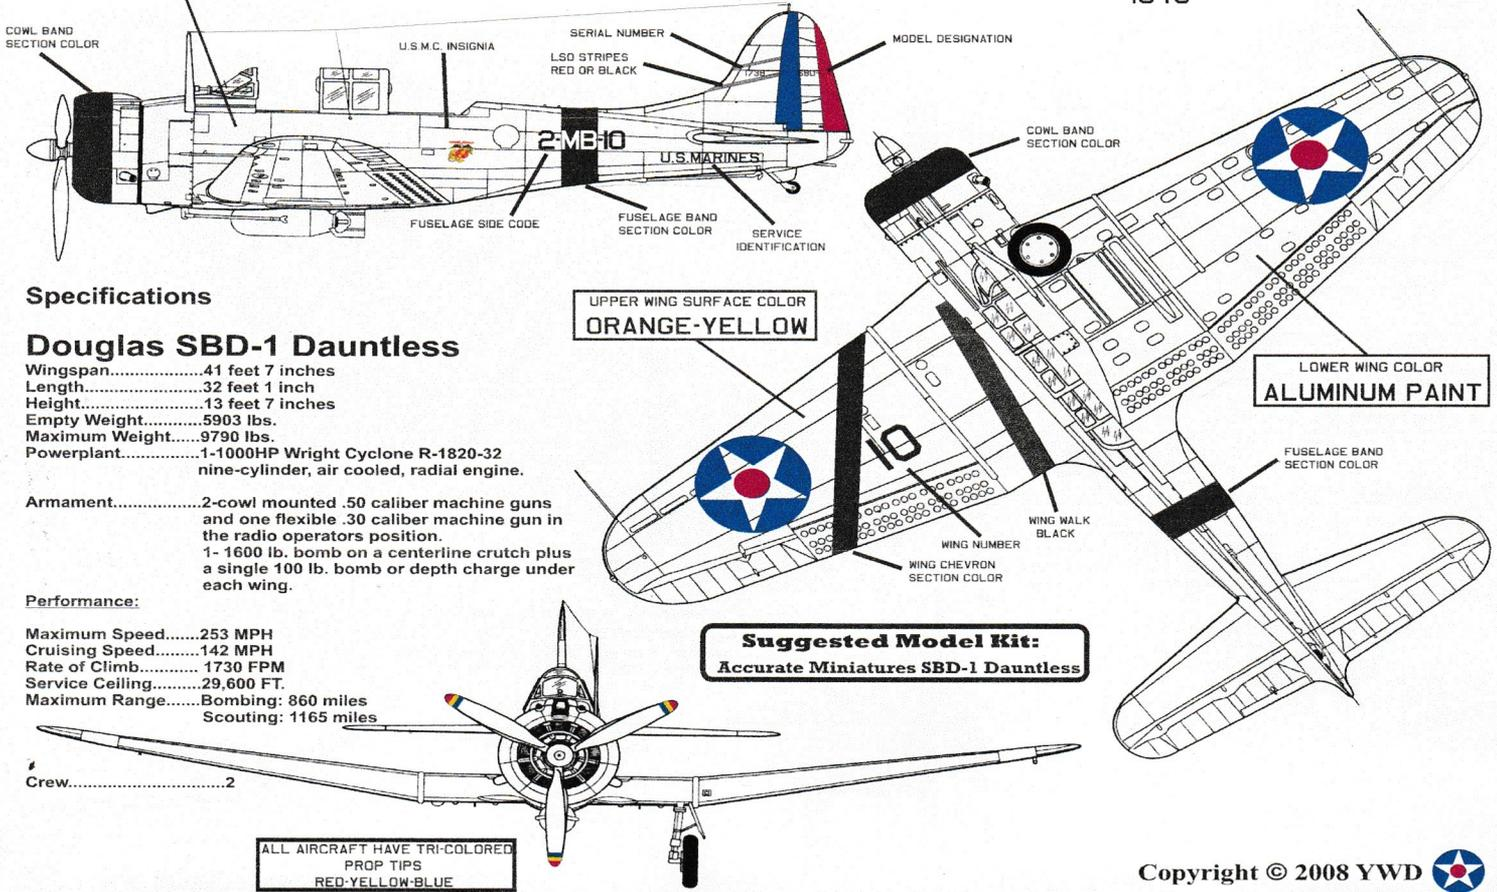 COWL BAND
SECTION COLOR
U.S.M.C. INSIGNIA
SERIAL NUMBER
LSO STRIPES
RED OR BLACK
MODEL DESIGNATION
1738
2-MB-10
U.S.MARINES
FUSELAGE SIDE CODE
FUSELAGE BAND
SECTION COLOR
SERVICE
IDENTIFICATION
COWL BAND
SECTION COLOR
Specifications
Douglas SBD-1 Dauntless
Wingspan..................41 feet 7 inches
Length.......................32 feet 1 inch
Height........................13 feet 7 inches
Empty Weight............5903 lbs.
Maximum Weight......9790 lbs.
Powerplant................1-1000HP Wright Cyclone R-1820-32
nine-cylinder, air cooled, radial engine.
Armament..................2-cowl mounted .50 caliber machine guns
and one flexible .30 caliber machine gun in
the radio operators position.
1- 1600 lb. bomb on a centerline crutch plus
a single 100 lb. bomb or depth charge under
each wing.
Performance:
Maximum Speed.......253 MPH
Cruising Speed........142 MPH
Rate of Climb............ 1730 FPM
Service Ceiling..........29,600 FT.
Maximum Range.......Bombing: 860 miles
Scouting: 1165 miles
Crew................................2
UPPER WING SURFACE COLOR
ORANGE-YELLOW
LOWER WING COLOR
ALUMINUM PAINT
10
FUSELAGE BAND
SECTION COLOR
WING WALK
BLACK
WING NUMBER
WING CHEVRON
SECTION COLOR
Suggested Model Kit:
Accurate Miniatures SBD-1 Dauntless
ALL AIRCRAFT HAVE TRI-COLORED
PROP TIPS
RED-YELLOW-BLUE
Copyright © 2008 YWD